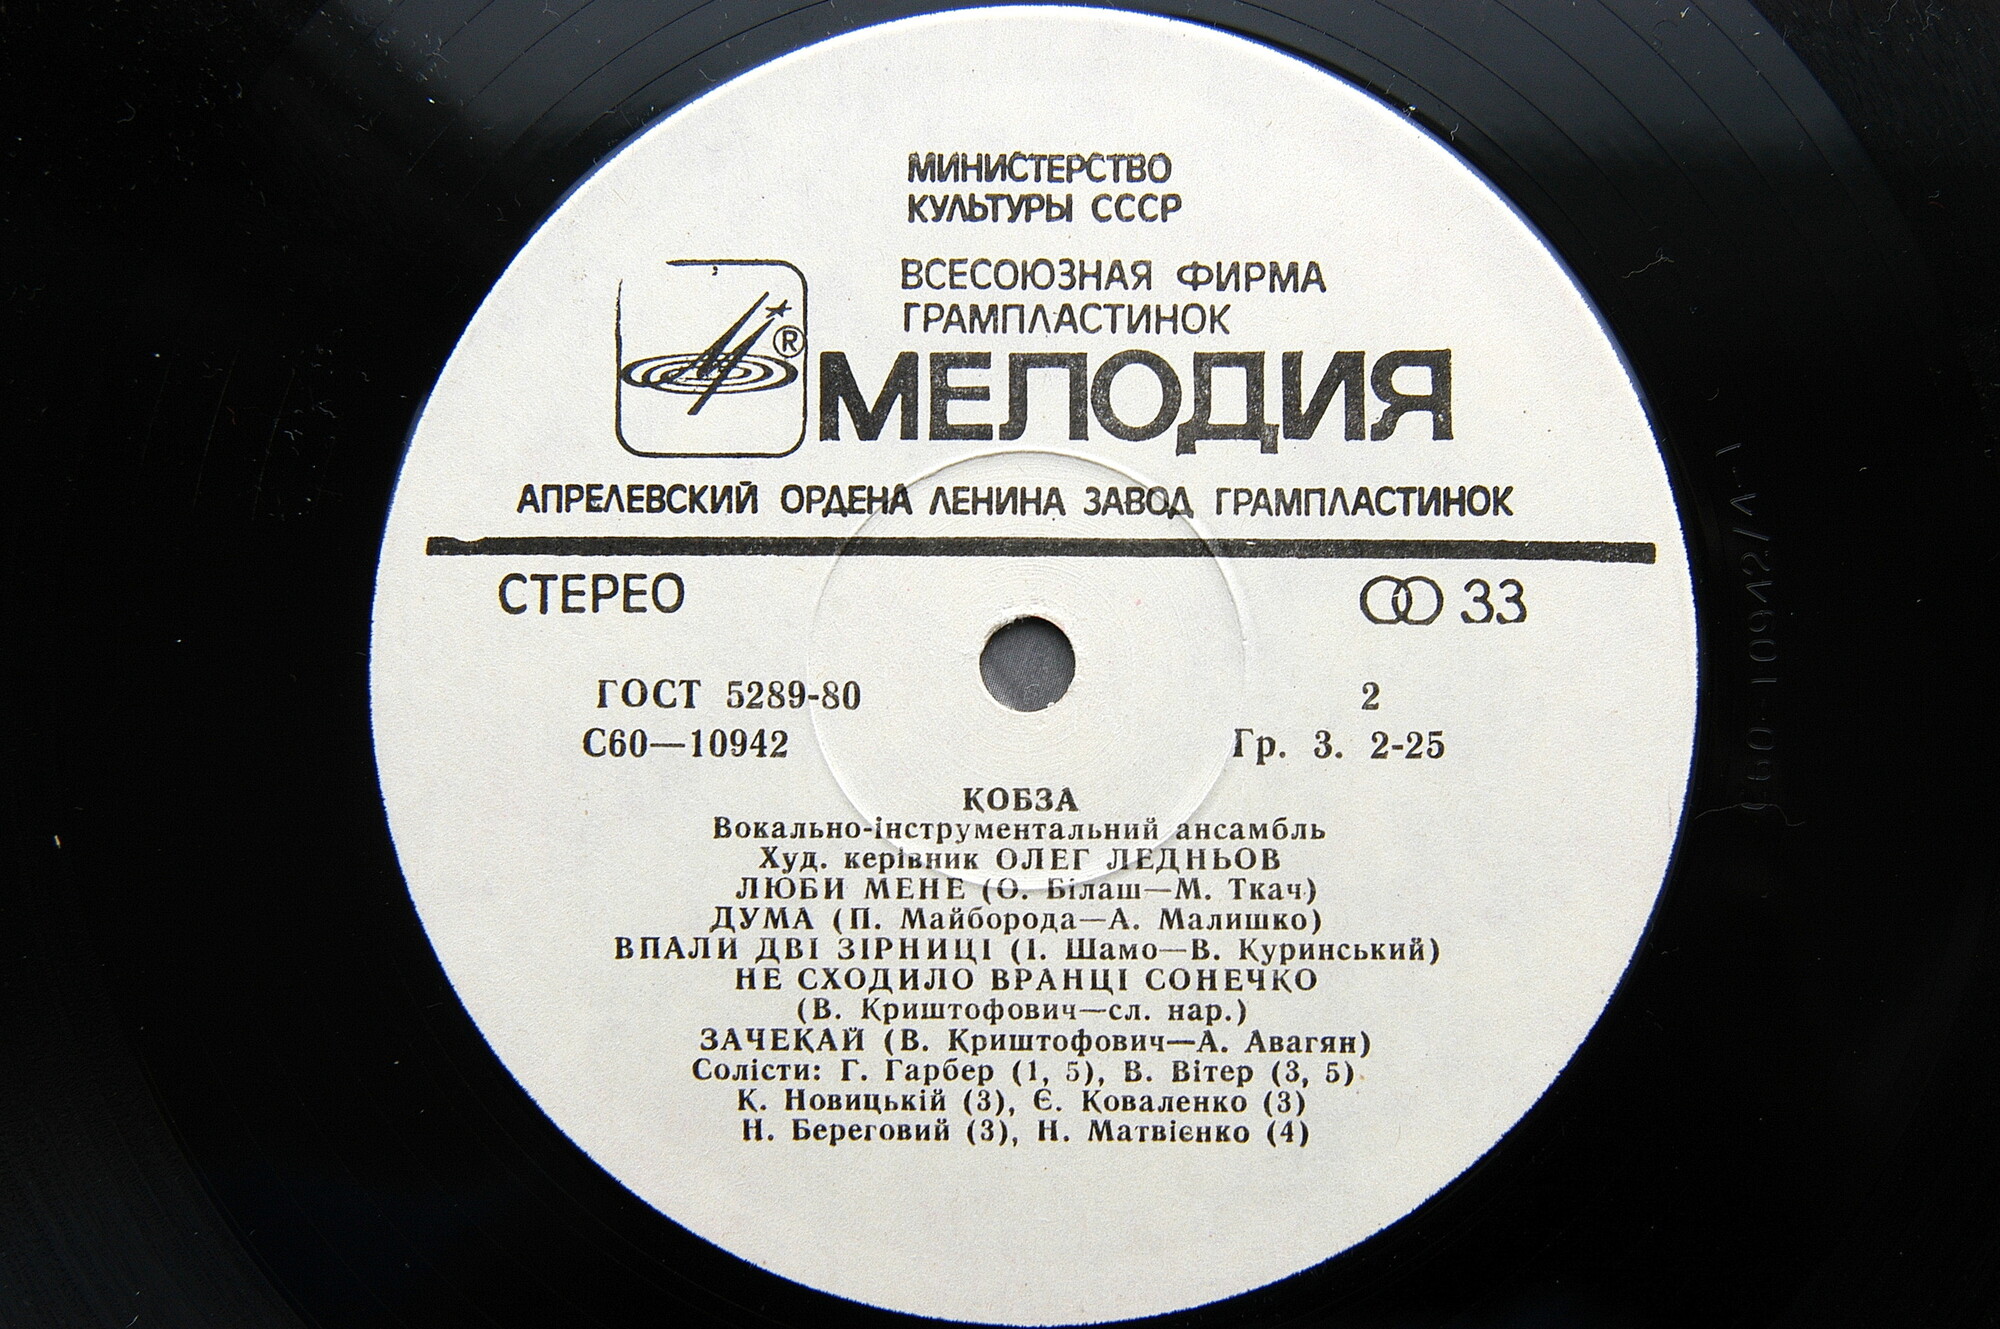 МИНИСТЕРСТВО
КУЛЬТУРЫ СССР
ВСЕСОЮЗНАЯ ФИРМА
ГРАМПЛАСТИНОК
®
МЕЛОДИЯ
АПРЕЛЕВСКИЙ ОРДЕНА ЛЕНИНА ЗАВОД ГРАМПЛАСТИНОК
СТЕРЕО 33
ГОСТ 5289-80 2
С60—10942 Гр. 3. 2-25
КОБЗА
Вокально-інструментальний ансамбль
Худ. керівник ОЛЕГ ЛЕДНЬОВ
ЛЮБИ МЕНЕ (О. Білаш—М. Ткач)
ДУМА (П. Майборода—А. Малишко)
ВПАЛИ ДВІ ЗІРНИЦІ (І. Шамо—В. Куринський)
НЕ СХОДИЛО ВРАНЦІ СОНЕЧКО
(В. Криштофович—сл. нар.)
ЗАЧЕКАЙ (В. Криштофович—А. Авагян)
Солісти: Г. Гарбер (1, 5), В. Вітер (3, 5)
К. Новицькій (3), Є. Коваленко (3)
Н. Береговий (3), Н. Матвієнко (4)